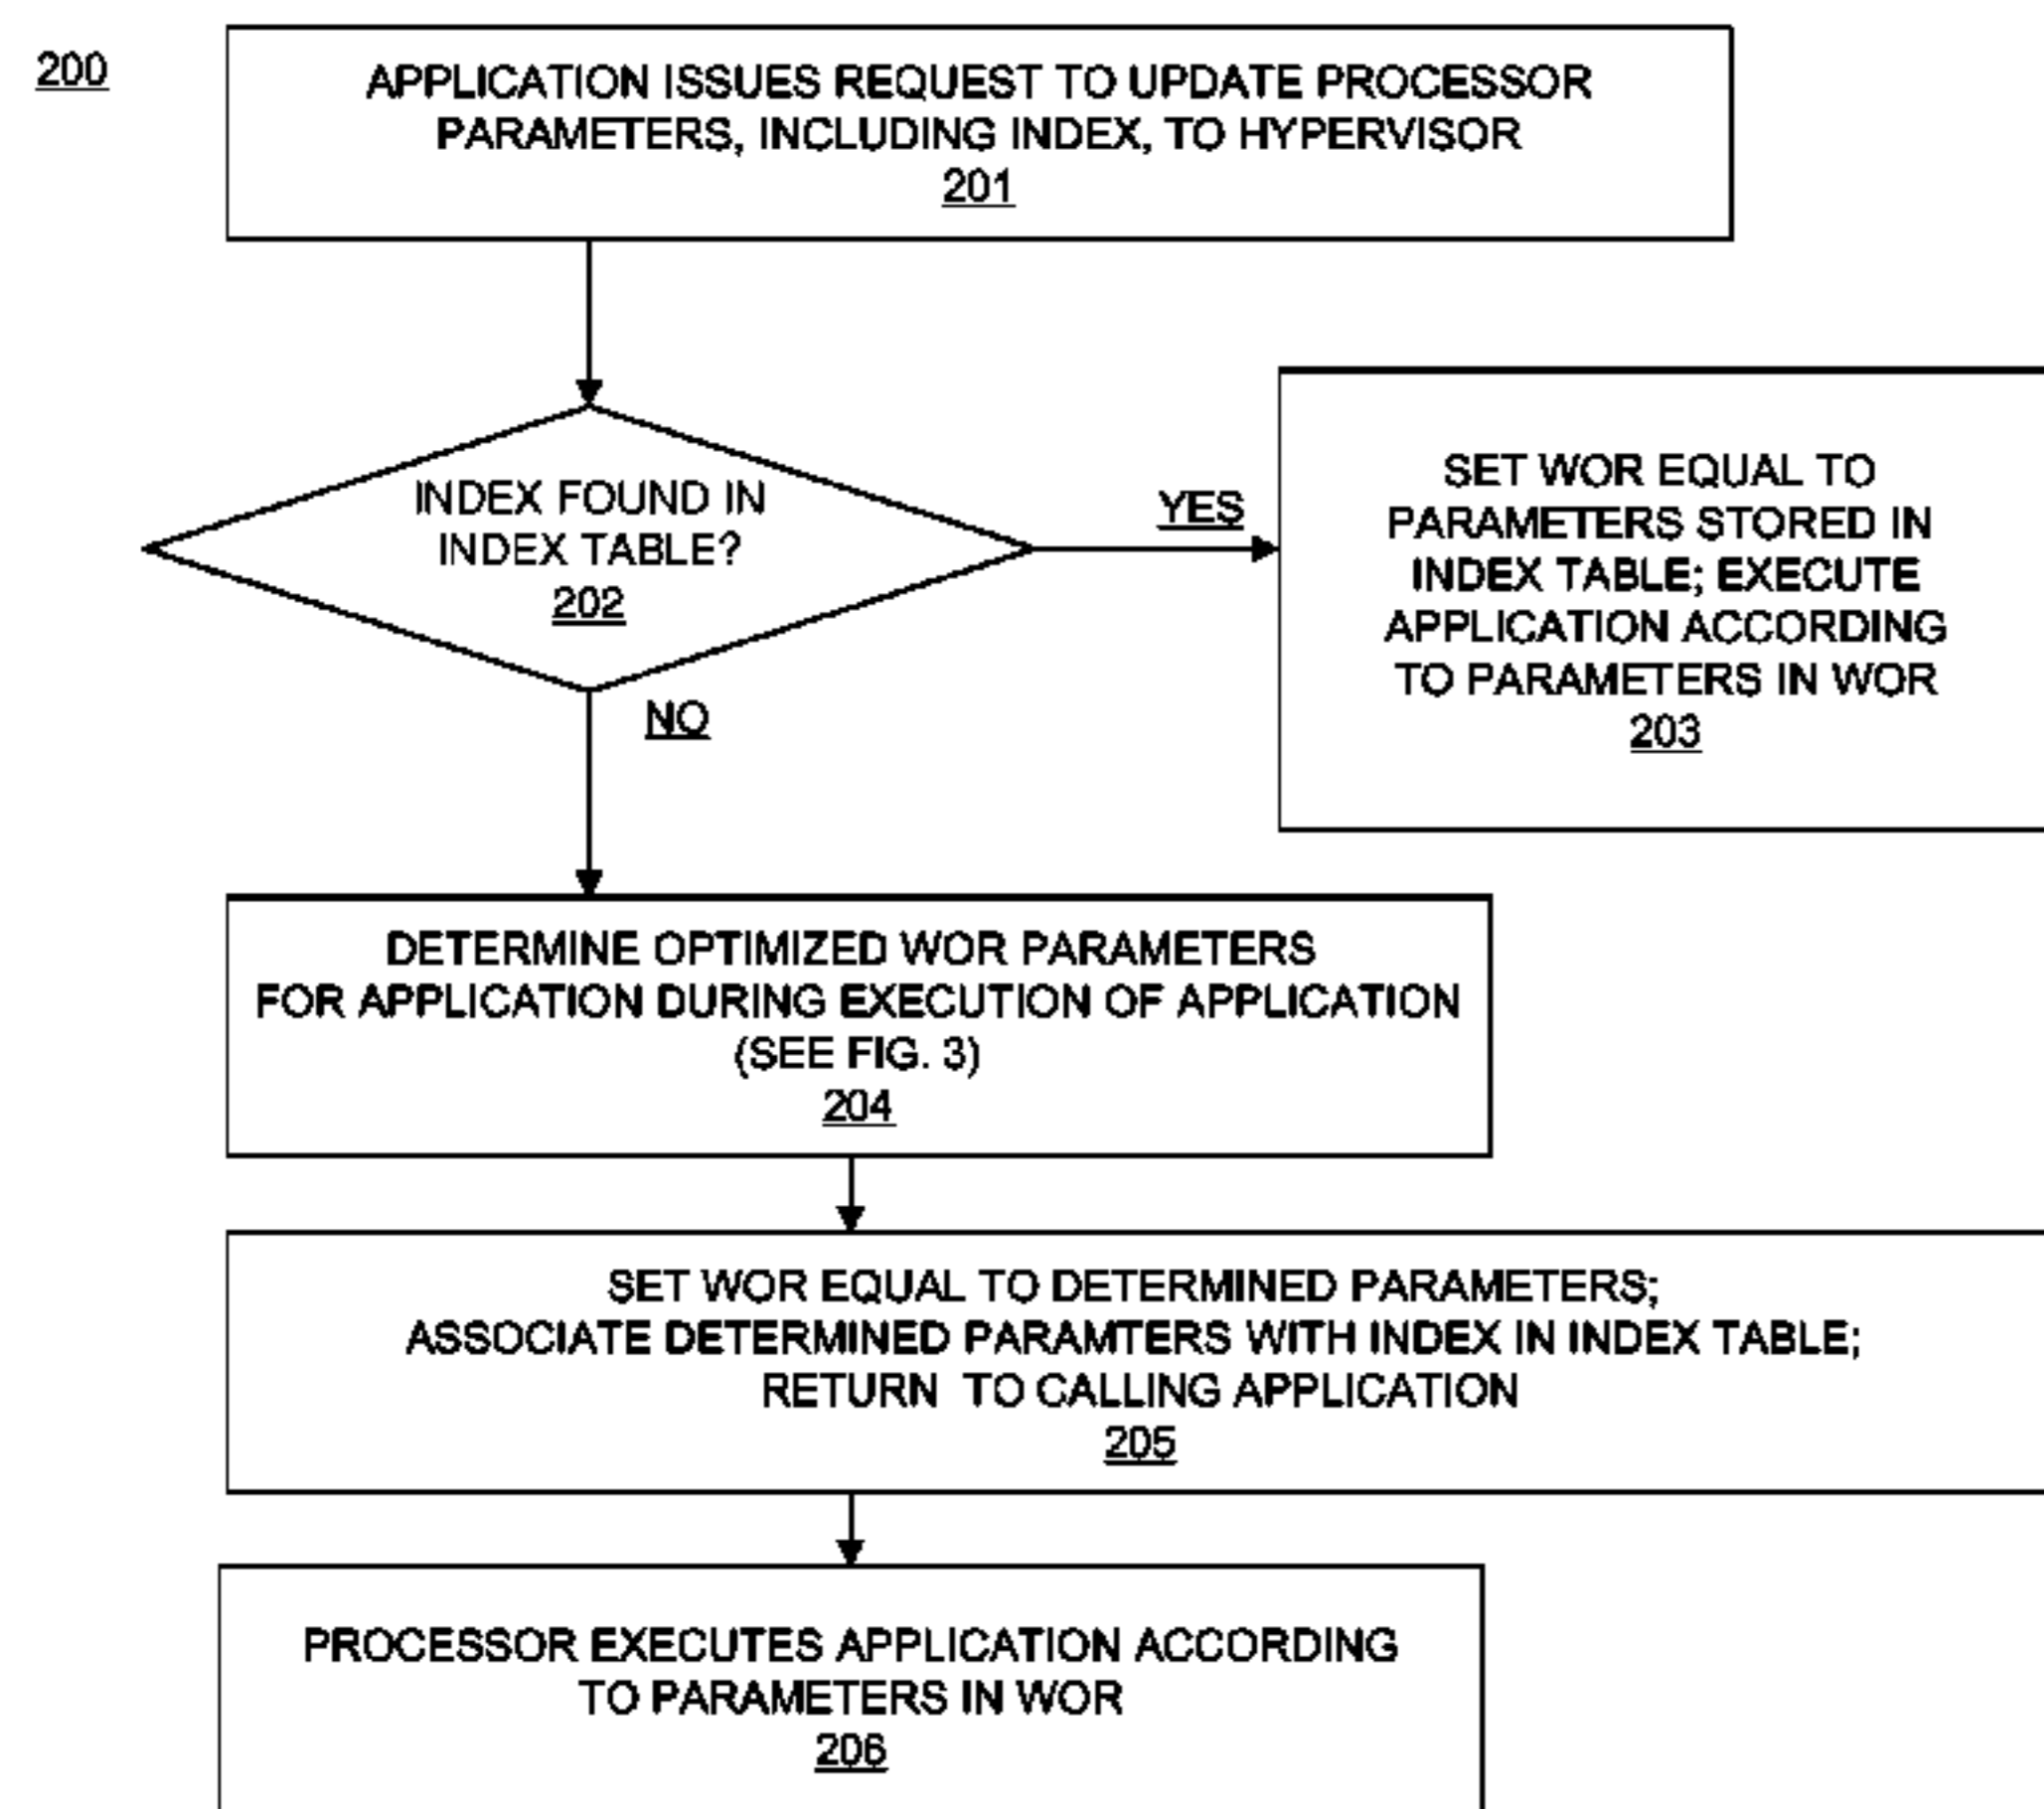 200
APPLICATION ISSUES REQUEST TO UPDATE PROCESSOR
PARAMETERS, INCLUDING INDEX, TO HYPERVISOR
201
INDEX FOUND IN
INDEX TABLE?
202
YES
SET WOR EQUAL TO
PARAMETERS STORED IN
INDEX TABLE; EXECUTE
APPLICATION ACCORDING
TO PARAMETERS IN WOR
203
NO
DETERMINE OPTIMIZED WOR PARAMETERS
FOR APPLICATION DURING EXECUTION OF APPLICATION
(SEE FIG. 3)
204
SET WOR EQUAL TO DETERMINED PARAMETERS;
ASSOCIATE DETERMINED PARAMTERS WITH INDEX IN INDEX TABLE;
RETURN TO CALLING APPLICATION
205
PROCESSOR EXECUTES APPLICATION ACCORDING
TO PARAMETERS IN WOR
206